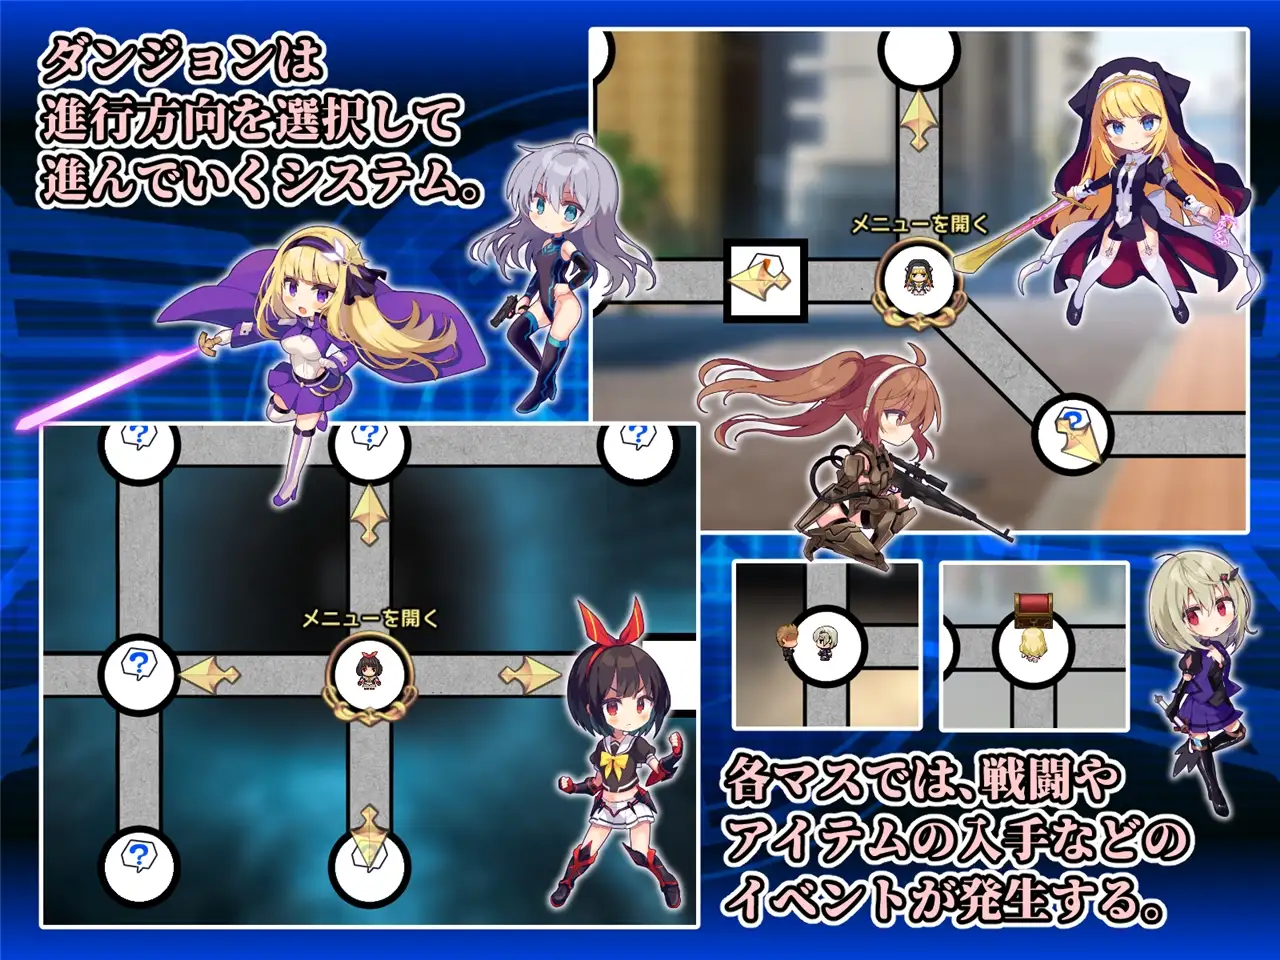 ダンジョンは
進行方向を選択して
進んでいくシステム。
メニューを開く
?
?
?
?
メニューを開く
?
?
各マスでは、戦闘や
アイテムの入手などの
イベントが発生する。